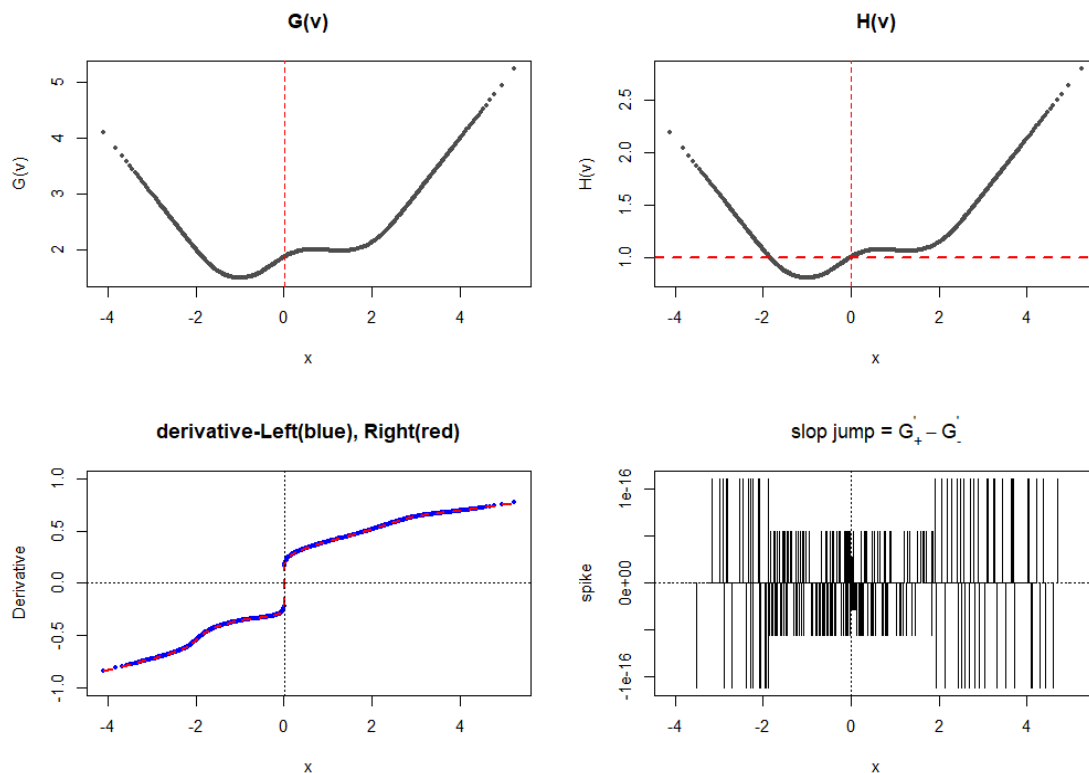 G(v)
5
4
3
2
G(v)
-4 -2 0 2 4
x
H(v)
2.5
2.0
1.5
1.0
H(v)
-4 -2 0 2 4
x
derivative-Left(blue), Right(red)
1.0
0.5
0.0
-0.5
-1.0
Derivative
-4 -2 0 2 4
x
slop jump = G'+ − G'-
1e-16
0e+00
-1e-16
spike
-4 -2 0 2 4
x